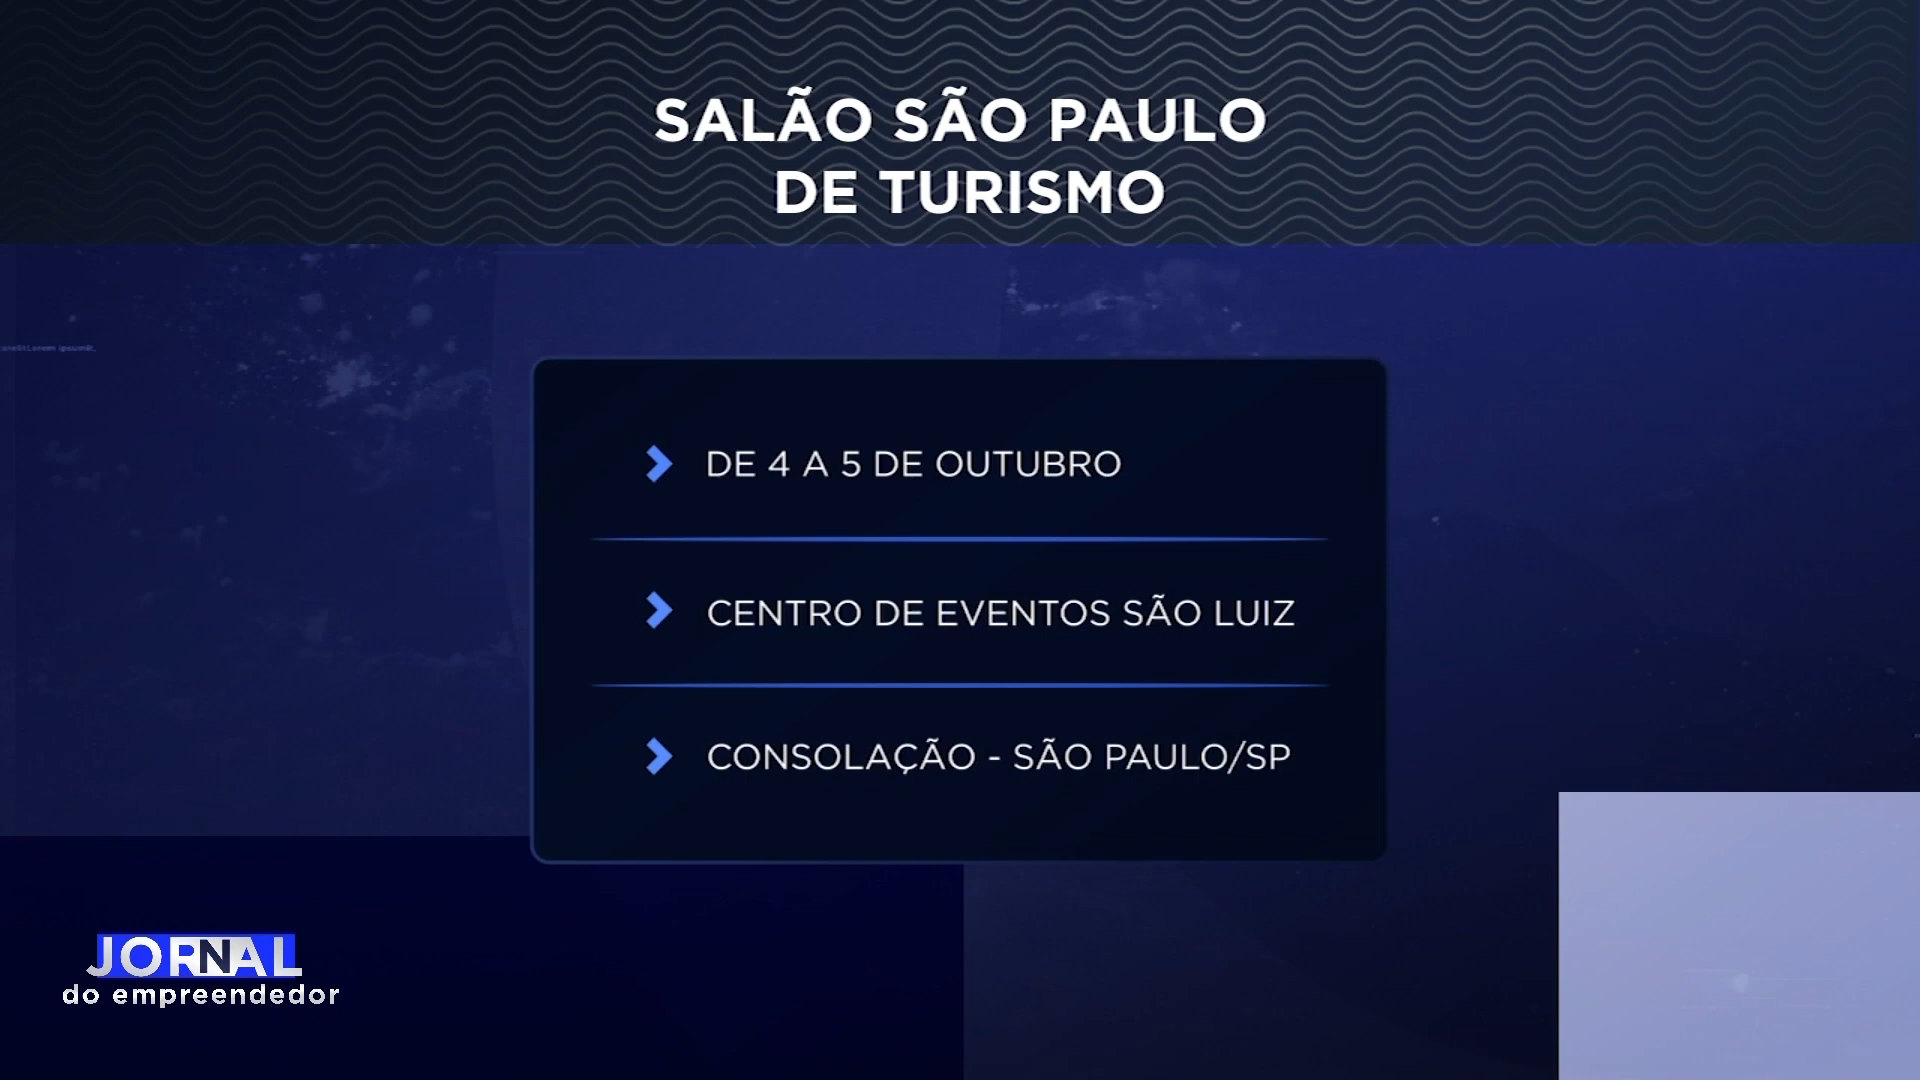 SALÃO SÃO PAULO
DE TURISMO
DE 4 A 5 DE OUTUBRO
CENTRO DE EVENTOS SÃO LUIZ
CONSOLAÇÃO - SÃO PAULO/SP
JORNAL
do empreendedor